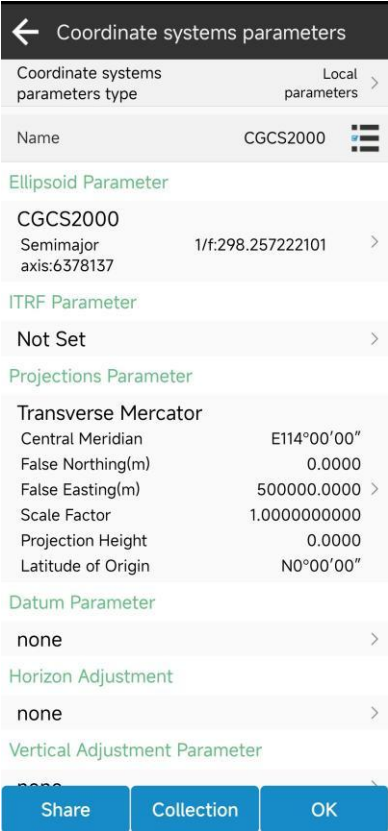 Coordinate systems parameters
Coordinate systems parameters type
Local parameters
Name CGCS2000
Ellipsoid Parameter
CGCS2000
Semimajor axis:6378137
1/f:298.257222101
ITRF Parameter
Not Set
Projections Parameter
Transverse Mercator
Central Meridian E114°00′00″
False Northing(m) 0.0000
False Easting(m) 500000.0000
Scale Factor 1.0000000000
Projection Height 0.0000
Latitude of Origin N0°00′00″
Datum Parameter
none
Horizon Adjustment
none
Vertical Adjustment Parameter
Share Collection OK